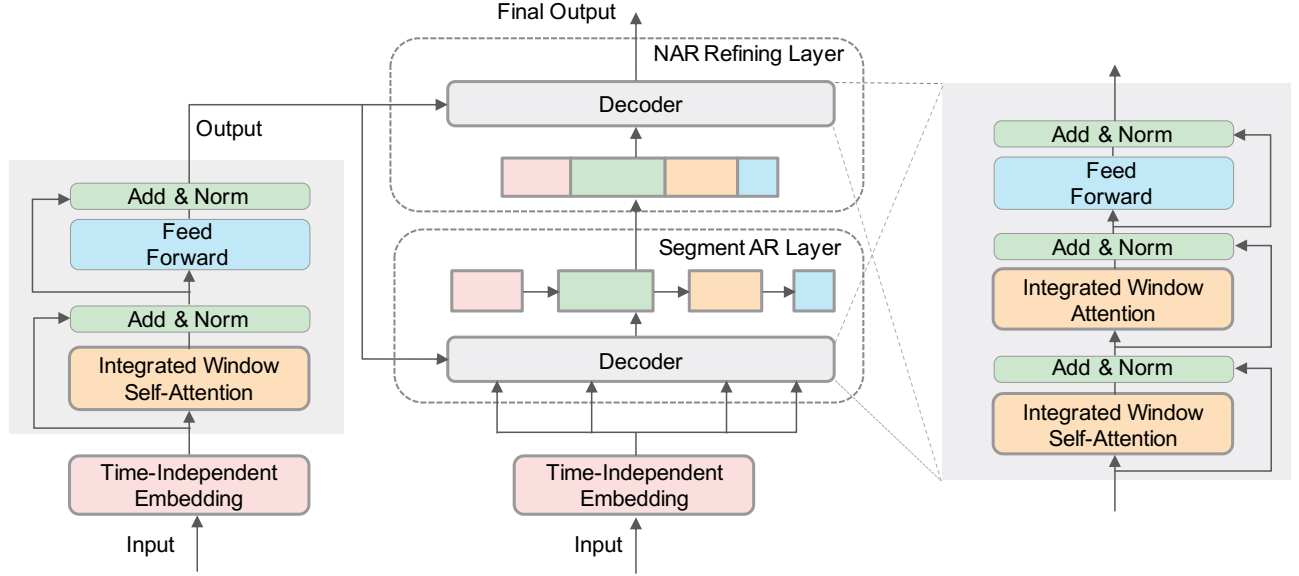 Final Output
NAR Refining Layer
Decoder
Output
Add & Norm
Feed
Forward
Add & Norm
Integrated Window
Self-Attention
Time-Independent
Embedding
Input
Segment AR Layer
Decoder
Time-Independent
Embedding
Input
Add & Norm
Feed
Forward
Add & Norm
Integrated Window
Attention
Add & Norm
Integrated Window
Self-Attention